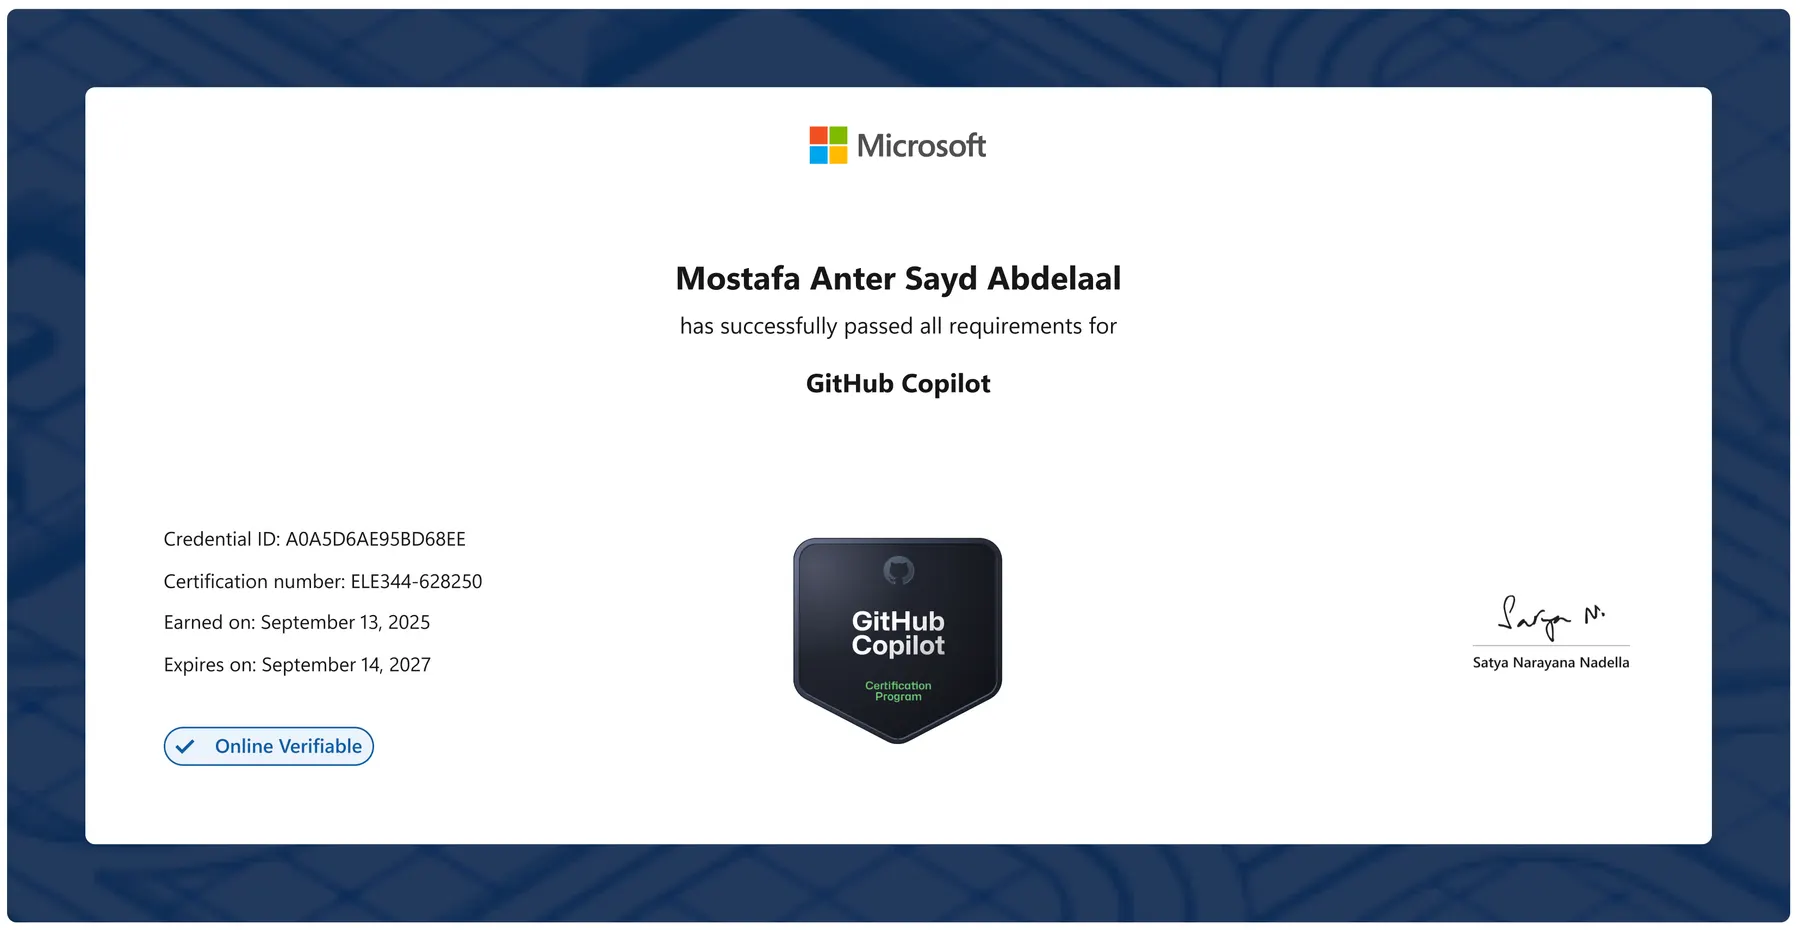 Microsoft
Mostafa Anter Sayd Abdelaal
has successfully passed all requirements for
GitHub Copilot
Credential ID: A0A5D6AE95BD68EE
Certification number: ELE344-628250
Earned on: September 13, 2025
Expires on: September 14, 2027
Online Verifiable
GitHub
Copilot
Certification
Program
Satya N.
Satya Narayana Nadella